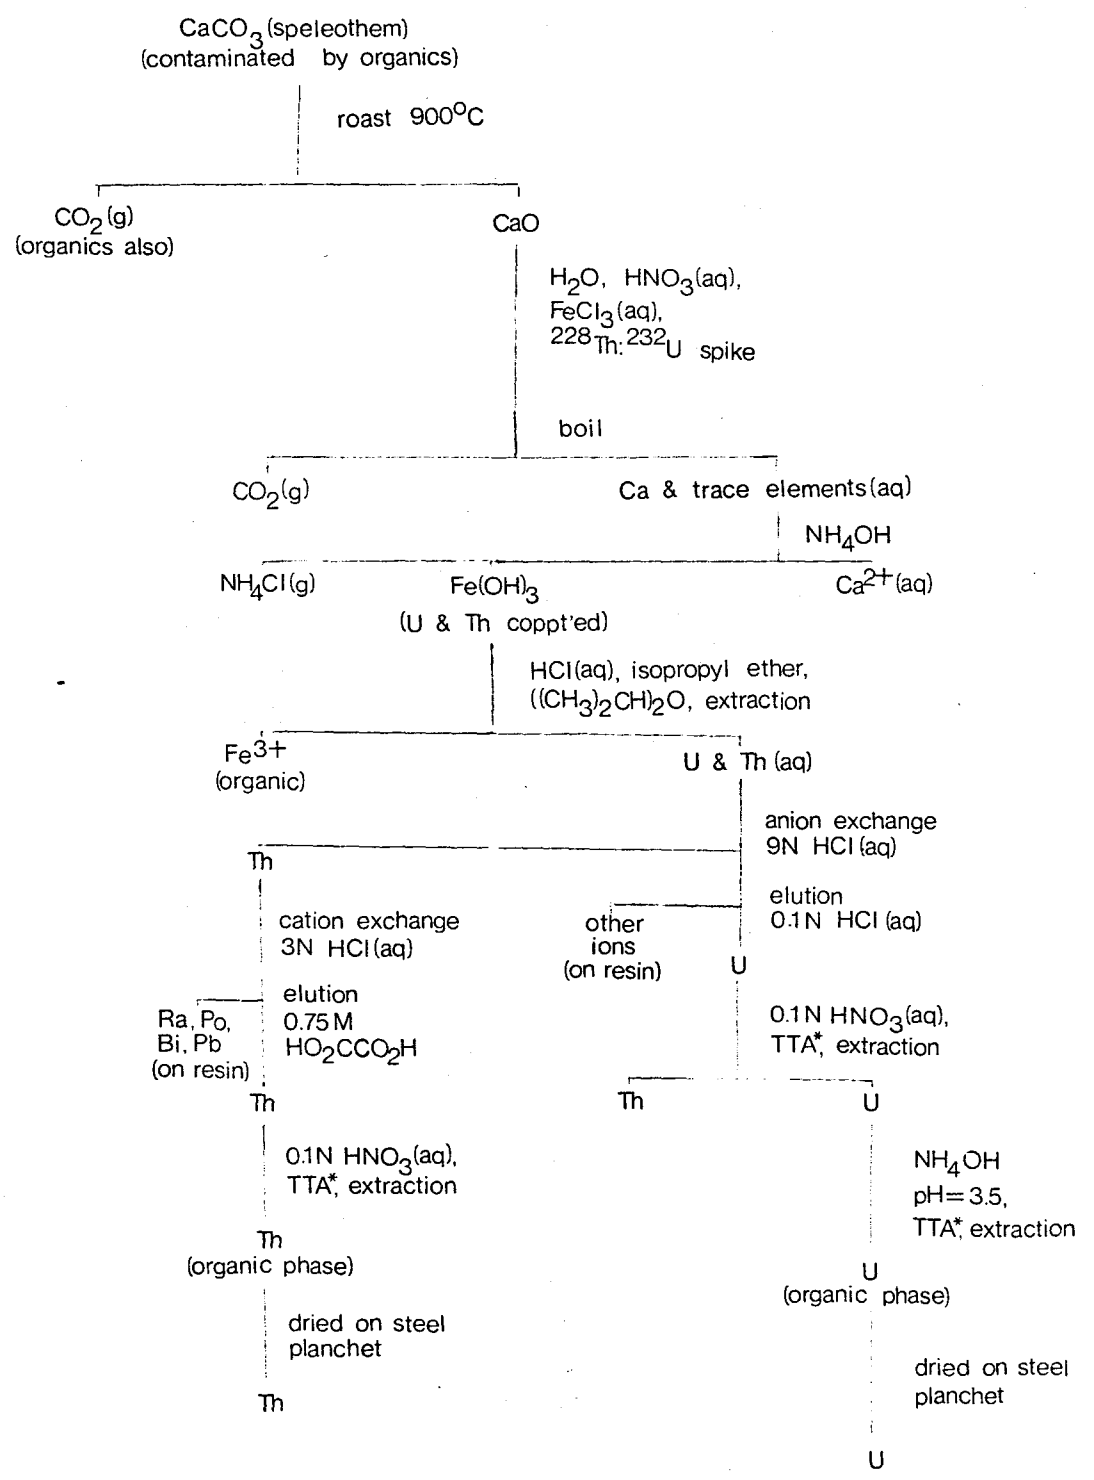 CaCO3 (speleothem)
(contaminated by organics)
roast 900°C
CO2(g)
(organics also)
CaO
H2O, HNO3(aq),
FeCl3(aq),
228Th:232U spike
boil
CO2(g)
Ca & trace elements(aq)
NH4OH
NH4Cl(g)
Fe(OH)3
Ca2+(aq)
(U & Th coppt'ed)
HCl(aq), isopropyl ether,
((CH3)2CH)2O, extraction
Fe3+
(organic)
U & Th (aq)
anion exchange
9N HCl(aq)
Th
elution
0.1N HCl(aq)
other
ions
(on resin)
U
cation exchange
3N HCl(aq)
elution
0.75M
HO2CCO2H
Ra, Po,
Bi, Pb
(on resin)
Th
0.1N HNO3(aq),
TTA*, extraction
Th
U
0.1N HNO3(aq),
TTA*, extraction
Th
(organic phase)
NH4OH
pH=3.5,
TTA*, extraction
U
(organic phase)
dried on steel
planchet
Th
dried on steel
planchet
U